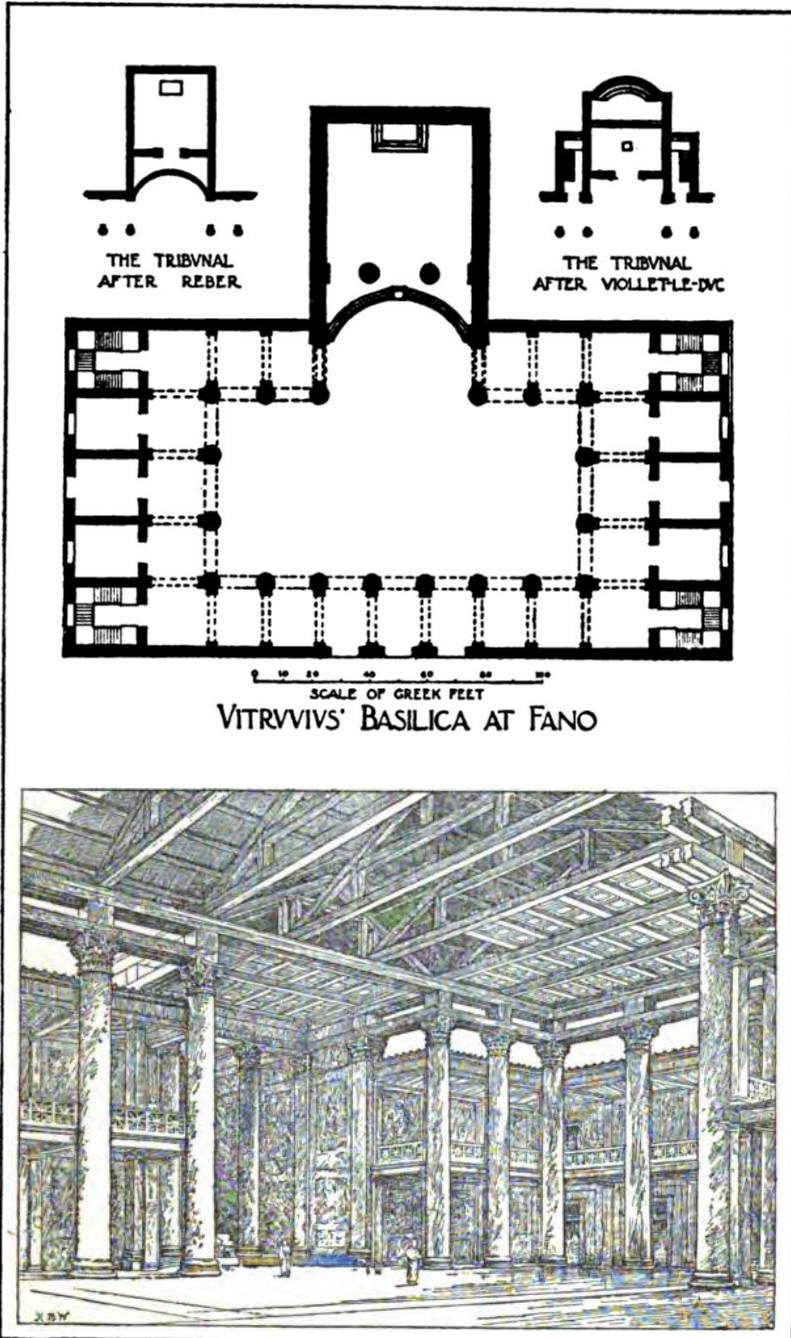 THE TRIBVNAL
AFTER REBER
THE TRIBVNAL
AFTER VIOLLET-LE-DVC
0 10 20 40 60 80 100
SCALE OF GREEK FEET
VITRVVIVS' BASILICA AT FANO